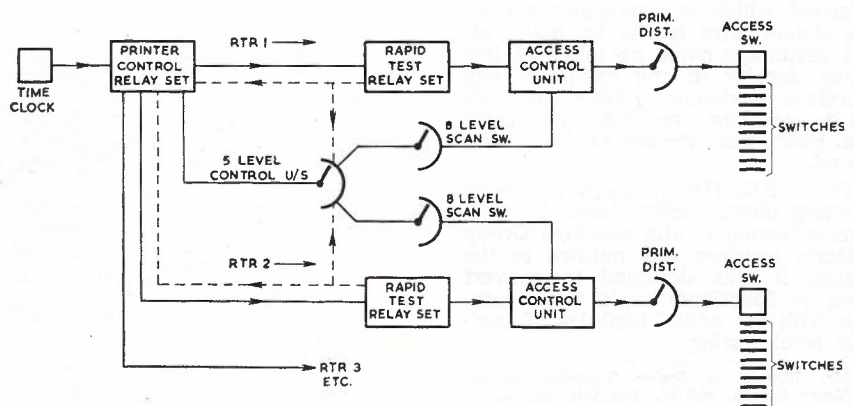 PRINTER
CONTROL
RELAY SET
TIME
CLOCK
RTR 1
RAPID
TEST
RELAY SET
ACCESS
CONTROL
UNIT
PRIM.
DIST.
ACCESS
SW.
SWITCHES
5 LEVEL
CONTROL U/S
8 LEVEL
SCAN SW.
8 LEVEL
SCAN SW.
RTR 2
RAPID
TEST
RELAY SET
ACCESS
CONTROL
UNIT
PRIM.
DIST.
ACCESS
SW.
SWITCHES
RTR 3
ETC.